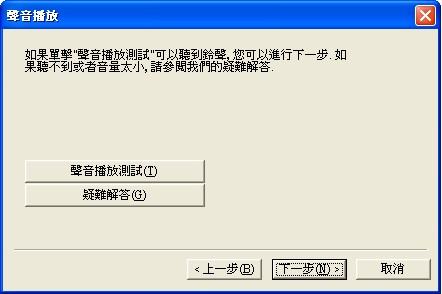 聲音播放
如果單擊"聲音播放測試"可以聽到鈴聲, 您可以進行下一步. 如
果聽不到或者音量太小, 請參閱我們的疑難解答.
聲音播放測試(T)
疑難解答(G)
< 上一步(B)
下一步(N) >
取消